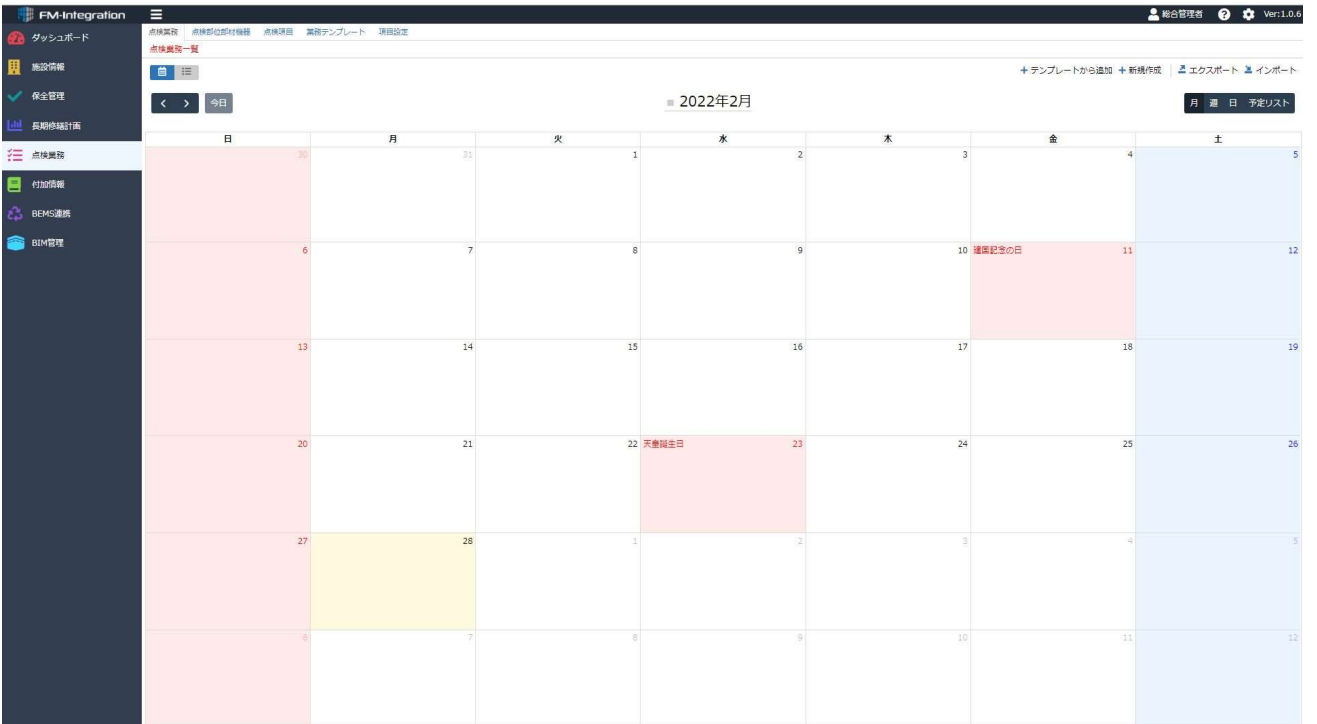 FM-Integration 総合管理者 Ver:1.0.6
ダッシュボード
施設情報
保全管理
長期修繕計画
点検業務
付加情報
BEMS連携
BIM管理
点検業務 点検部位部材機器 点検項目 業務テンプレート 項目設定
点検業務一覧
+ テンプレートから追加 + 新規作成 エクスポート インポート
< > 今日 2022年2月 月 週 日 予定リスト
日 月 火 水 木 金 土
30 31 1 2 3 4 5
6 7 8 9 10 建国記念の日 11 12
13 14 15 16 17 18 19
20 21 22 天皇誕生日 23 24 25 26
27 28 1 2 3 4 5
6 7 8 9 10 11 12